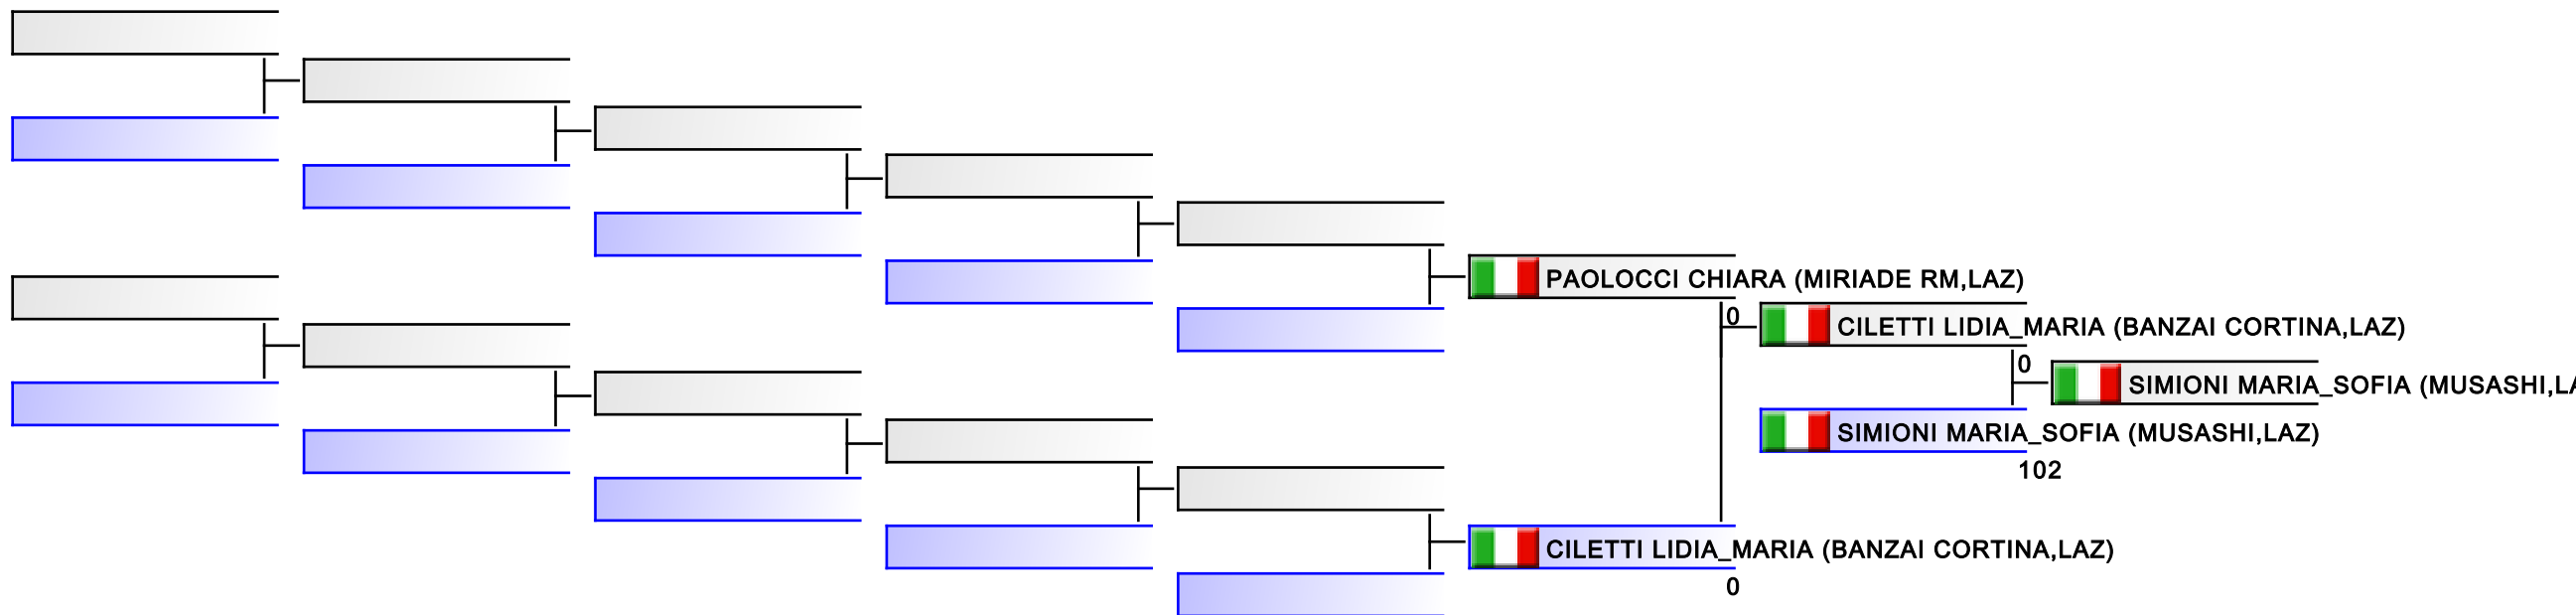 PAOLOCCI CHIARA (MIRIADE RM,LAZ)
0
CILETTI LIDIA_MARIA (BANZAI CORTINA,LAZ)
0
SIMIONI MARIA_SOFIA (MUSASHI,LA
SIMIONI MARIA_SOFIA (MUSASHI,LAZ)
102
CILETTI LIDIA_MARIA (BANZAI CORTINA,LAZ)
0